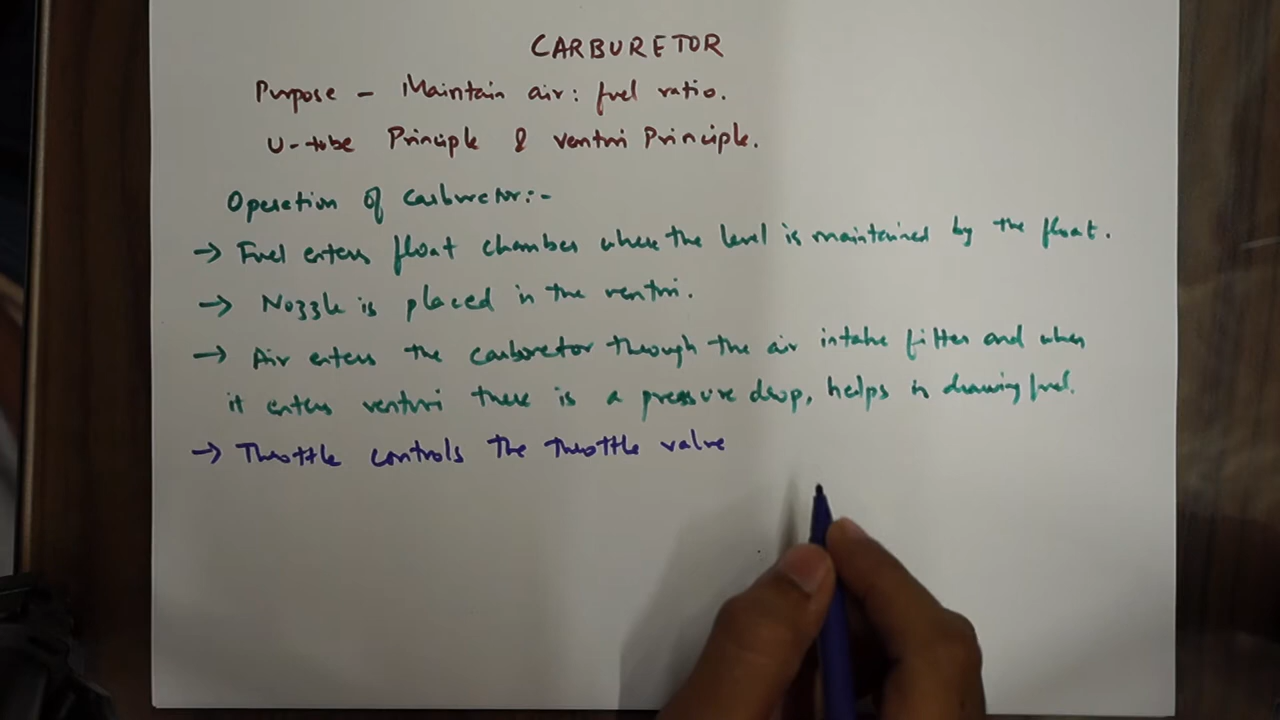 CARBURETOR
Purpose - Maintain air: fuel ratio.
U-tube Principle & venturi Principle.
Operation of carburetor:-
→ Fuel enters float chamber where the level is maintained by the float.
→ Nozzle is placed in the venturi.
→ Air enters the carburetor through the air intake filter and when
it enters venturi there is a pressure drop, helps in drawing fuel.
→ Throttle controls the throttle valve